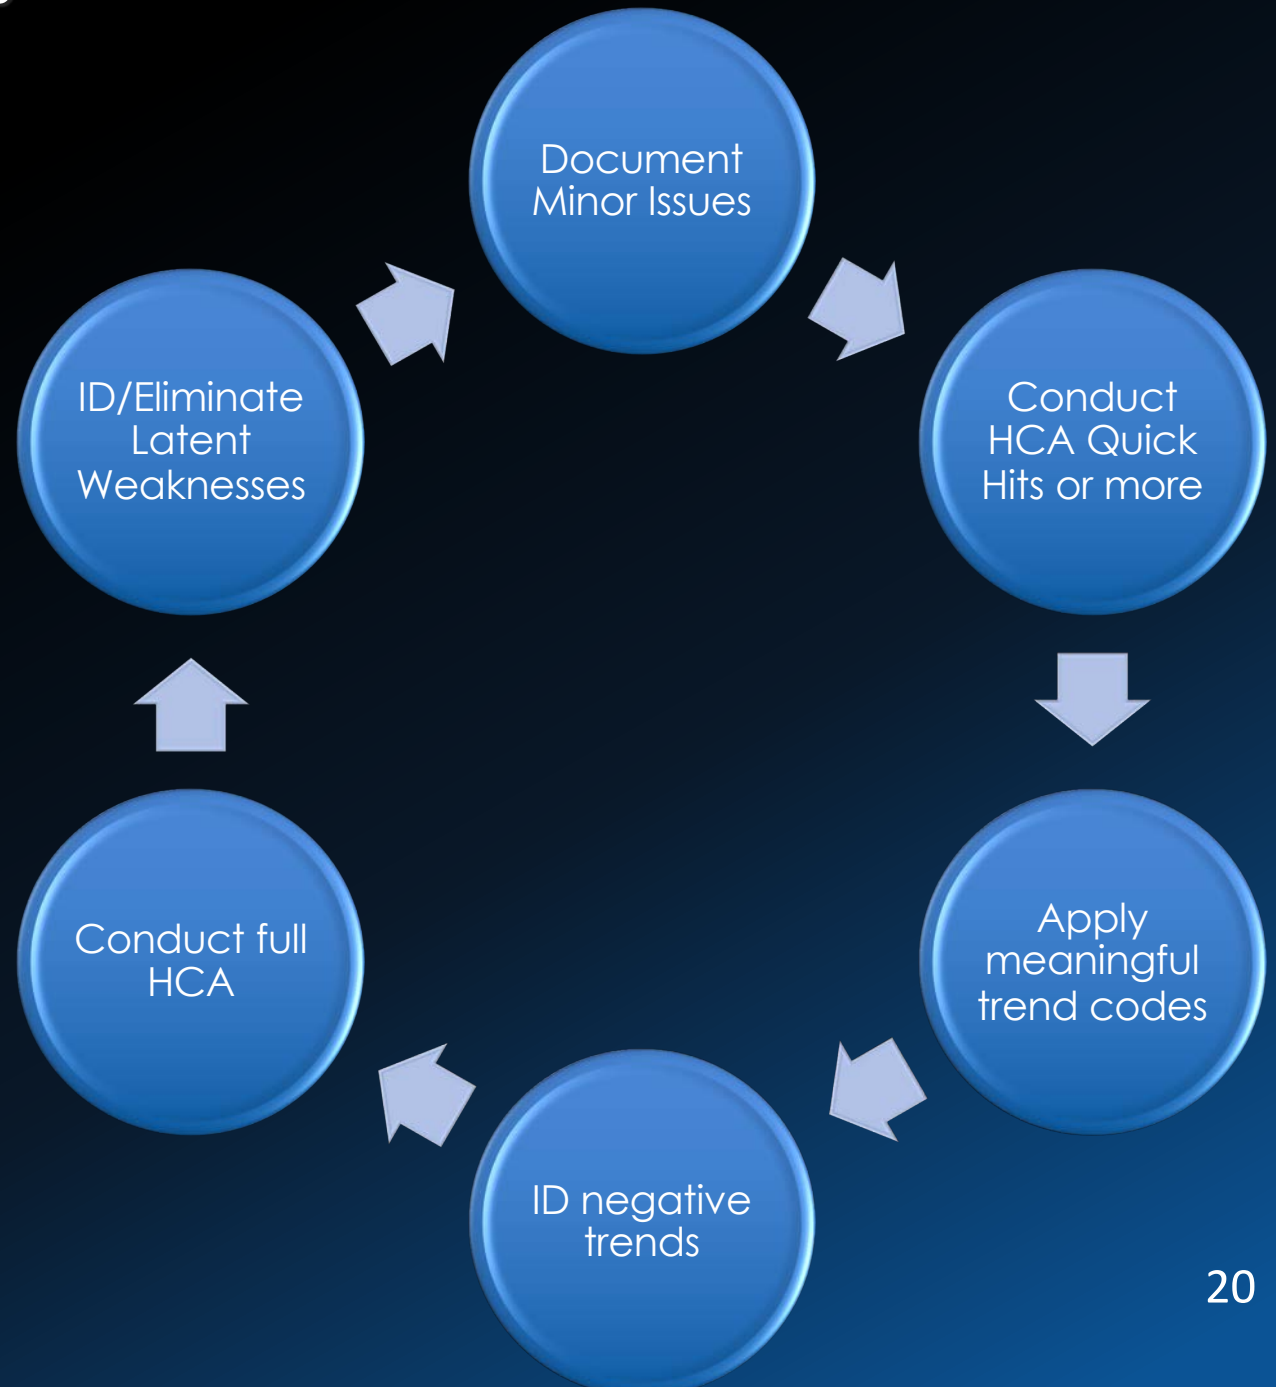 Document
Minor Issues
Conduct
HCA Quick
Hits or more
Apply
meaningful
trend codes
ID negative
trends
Conduct full
HCA
ID/Eliminate
Latent
Weaknesses
20